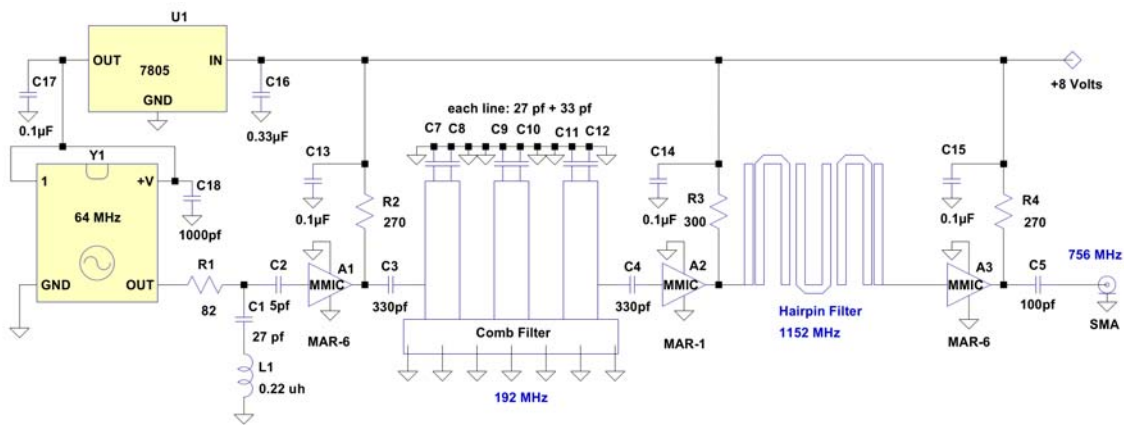 U1
OUT
IN
7805
GND
C17
0.1µF
C16
0.33µF
+8 Volts
each line: 27 pf + 33 pf
C7
C8
C9
C10
C11
C12
Y1
1
+V
64 MHz
GND
OUT
C18
1000pf
C13
0.1µF
R2
270
C14
0.1µF
R3
300
C15
0.1µF
R4
270
R1
82
C2
5pf
C1
27 pf
L1
0.22 uh
A1
MMIC
MAR-6
C3
330pf
Comb Filter
192 MHz
C4
330pf
A2
MMIC
MAR-1
Hairpin Filter
1152 MHz
A3
MMIC
MAR-6
C5
100pf
756 MHz
SMA